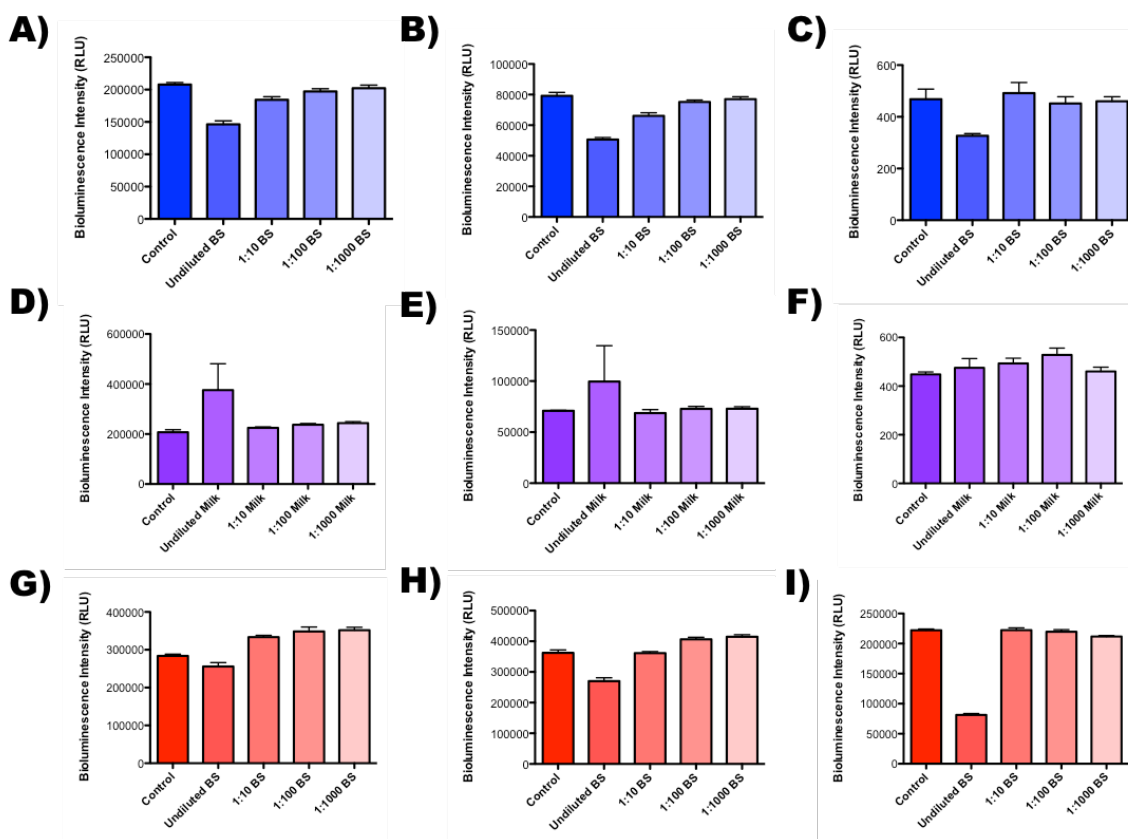 A)
Bioluminescence Intensity (RLU)
250000
200000
150000
100000
50000
0
Control
Undiluted BS
1:10 BS
1:100 BS
1:1000 BS
B)
Bioluminescence Intensity (RLU)
100000
80000
60000
40000
20000
0
Control
Undiluted BS
1:10 BS
1:100 BS
1:1000 BS
C)
Bioluminescence Intensity (RLU)
600
400
200
0
Control
Undiluted BS
1:10 BS
1:100 BS
1:1000 BS
D)
Bioluminescence Intensity (RLU)
600000
400000
200000
0
Control
Undiluted Milk
1:10 Milk
1:100 Milk
1:1000 Milk
E)
Bioluminescence Intensity (RLU)
150000
100000
50000
0
Control
Undiluted Milk
1:10 Milk
1:100 Milk
1:1000 Milk
F)
Bioluminescence Intensity (RLU)
600
400
200
0
Control
Undiluted Milk
1:10 Milk
1:100 Milk
1:1000 Milk
G)
Bioluminescence Intensity (RLU)
400000
300000
200000
100000
0
Control
Undiluted BS
1:10 BS
1:100 BS
1:1000 BS
H)
Bioluminescence Intensity (RLU)
500000
400000
300000
200000
100000
0
Control
Undiluted BS
1:10 BS
1:100 BS
1:1000 BS
I)
Bioluminescence Intensity (RLU)
250000
200000
150000
100000
50000
0
Control
Undiluted BS
1:10 BS
1:100 BS
1:1000 BS